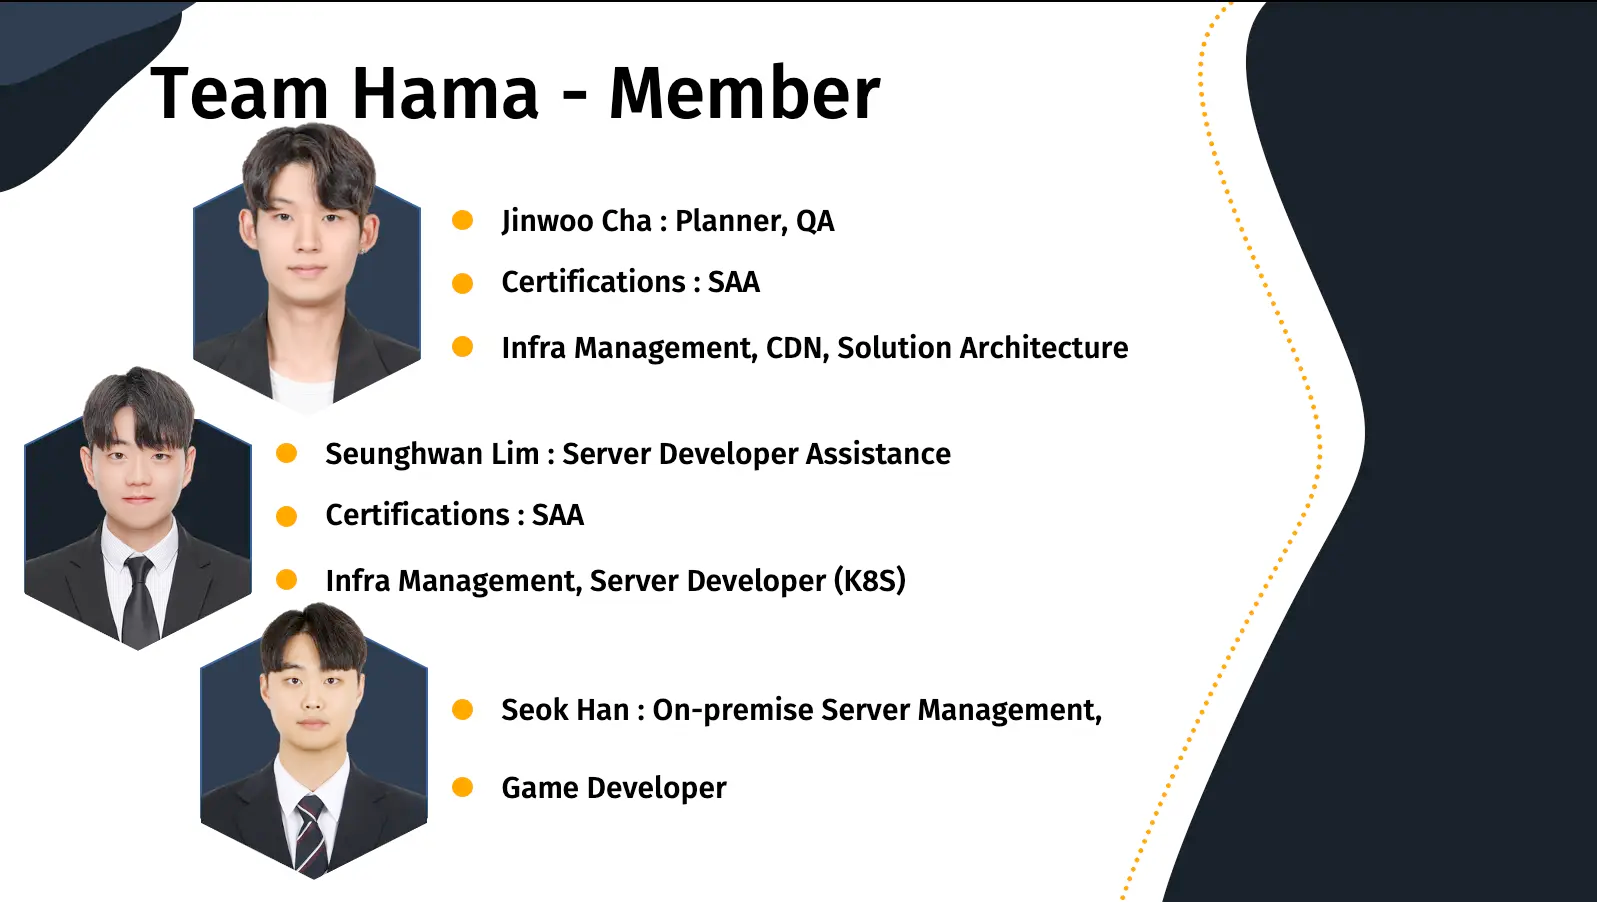 Team Hama - Member
Jinwoo Cha : Planner, QA
Certifications : SAA
Infra Management, CDN, Solution Architecture
Seunghwan Lim : Server Developer Assistance
Certifications : SAA
Infra Management, Server Developer (K8S)
Seok Han : On-premise Server Management,
Game Developer